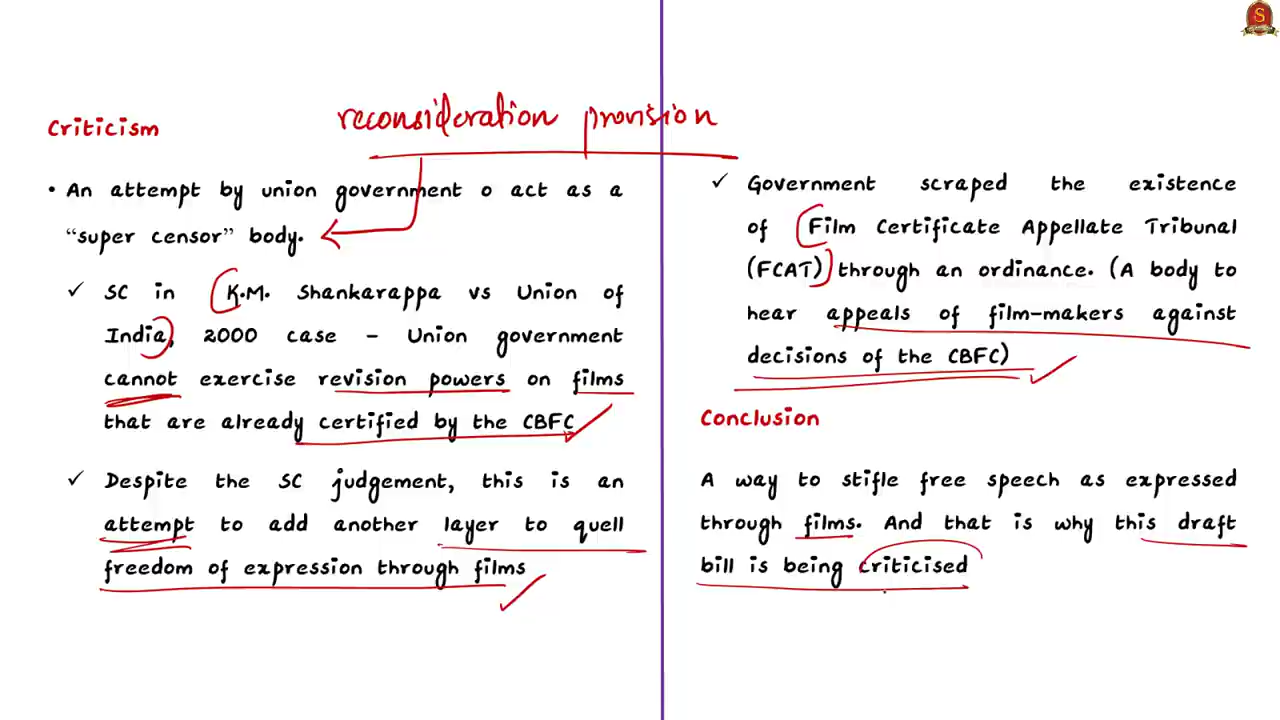 reconsideration provision
Criticism
• An attempt by union government o act as a
“super censor” body.
✓ SC in K.M. Shankarappa vs Union of
India, 2000 case – Union government
cannot exercise revision powers on films
that are already certified by the CBFC
✓ Despite the SC judgement, this is an
attempt to add another layer to quell
freedom of expression through films
✓ Government scraped the existence
of Film Certificate Appellate Tribunal
(FCAT) through an ordinance. (A body to
hear appeals of film-makers against
decisions of the CBFC)
Conclusion
A way to stifle free speech as expressed
through films. And that is why this draft
bill is being criticised